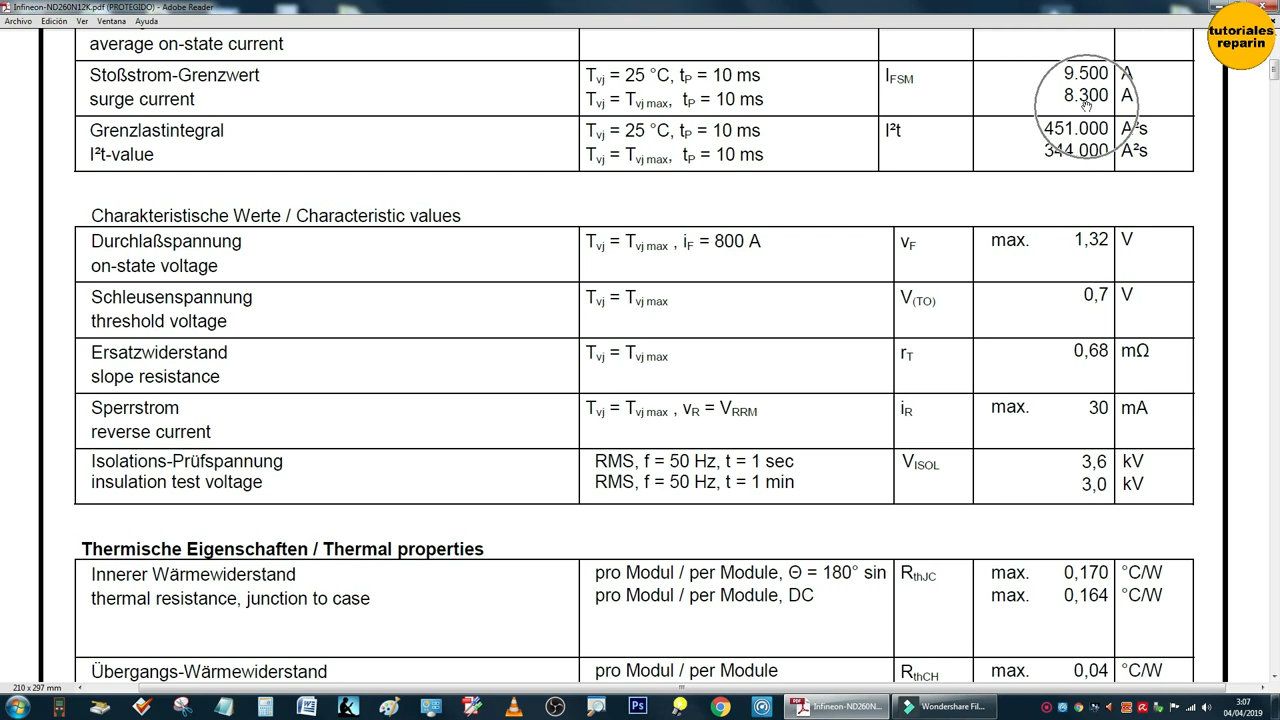 Infineon-ND260N12K.pdf (PROTEGIDO) - Adobe Reader
Archivo Edición Ver Ventana Ayuda
tutoriales
reparin
average on-state current
Stoßstrom-Grenzwert Tvj = 25 °C, tP = 10 ms IFSM 9.500 A
surge current Tvj = Tvj max, tP = 10 ms 8.300 A
Grenzlastintegral Tvj = 25 °C, tP = 10 ms I²t 451.000 A²s
I²t-value Tvj = Tvj max, tP = 10 ms 344.000 A²s
Charakteristische Werte / Characteristic values
Durchlaßspannung Tvj = Tvj max , iF = 800 A vF max. 1,32 V
on-state voltage
Schleusenspannung Tvj = Tvj max V(TO) 0,7 V
threshold voltage
Ersatzwiderstand Tvj = Tvj max rT 0,68 mΩ
slope resistance
Sperrstrom Tvj = Tvj max , vR = VRRM iR max. 30 mA
reverse current
Isolations-Prüfspannung RMS, f = 50 Hz, t = 1 sec VISOL 3,6 kV
insulation test voltage RMS, f = 50 Hz, t = 1 min 3,0 kV
Thermische Eigenschaften / Thermal properties
Innerer Wärmewiderstand pro Modul / per Module, Θ = 180° sin RthJC max. 0,170 °C/W
thermal resistance, junction to case pro Modul / per Module, DC max. 0,164 °C/W
Übergangs-Wärmewiderstand pro Modul / per Module RthCH max. 0,04 °C/W
210 x 297 mm
Infineon-ND260N... Wondershare Fil... 3:07
04/04/2019